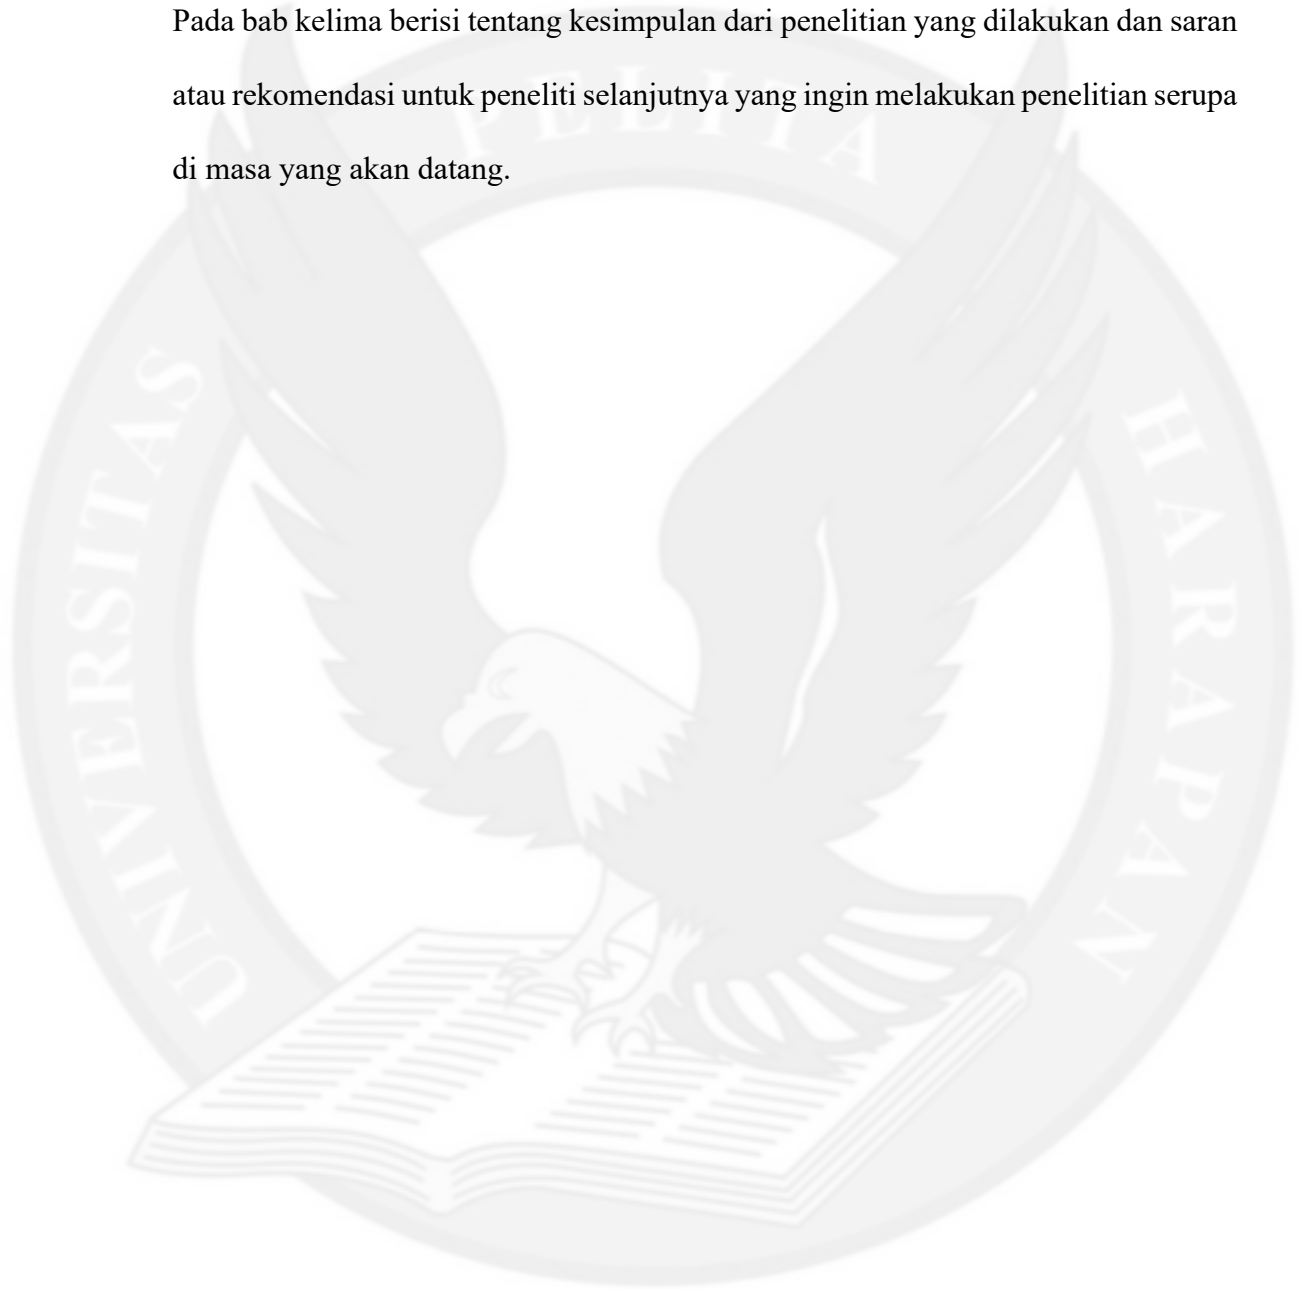 Pada bab kelima berisi tentang kesimpulan dari penelitian yang dilakukan dan saran
atau rekomendasi untuk peneliti selanjutnya yang ingin melakukan penelitian serupa
di masa yang akan datang.
UNIVERSITAS PELITA HARAPAN